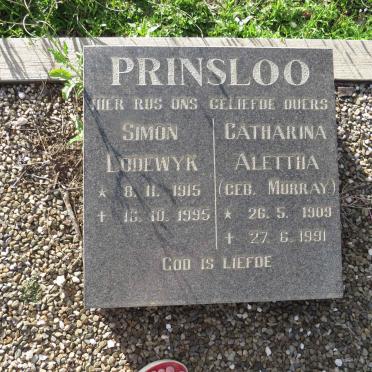 PRINSLOO
HIER RUS ONS GELIEFDE OUERS
SIMON
LODEWYK
* 8. 11. 1915
+ 16. 10. 1995
CATHARINA
ALETTHA
(GEB. MURRAY)
* 26. 5. 1909
+ 27. 6. 1991
GOD IS LIEFDE